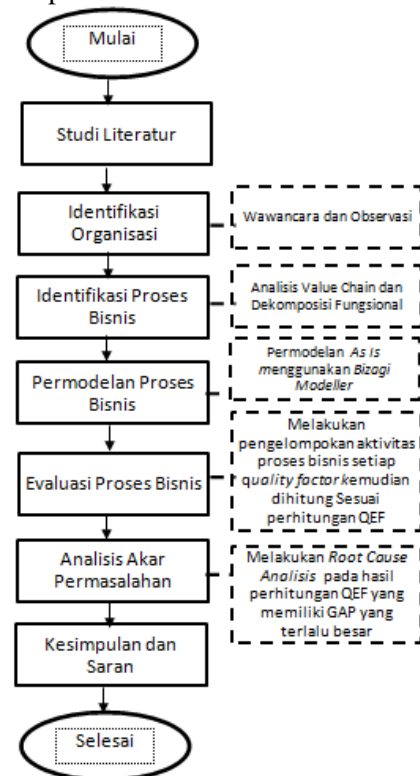 Mulai
Studi Literatur
Identifikasi
Organisasi
Wawancara dan Observasi
Identifikasi Proses
Bisnis
Analisis Value Chain dan
Dekomposisi Fungsional
Permodelan Proses
Bisnis
Permodelan As Is
menggunakan Bizagi
Modeller
Evaluasi Proses Bisnis
Melakukan
pengelompokan aktivitas
proses bisnis setiap
quality factor kemudian
dihitung Sesuai
perhitungan QEF
Analisis Akar
Permasalahan
Melakukan Root Cause
Analysis pada hasil
perhitungan QEF yang
memiliki GAP yang
terlalu besar
Kesimpulan dan
Saran
Selesai